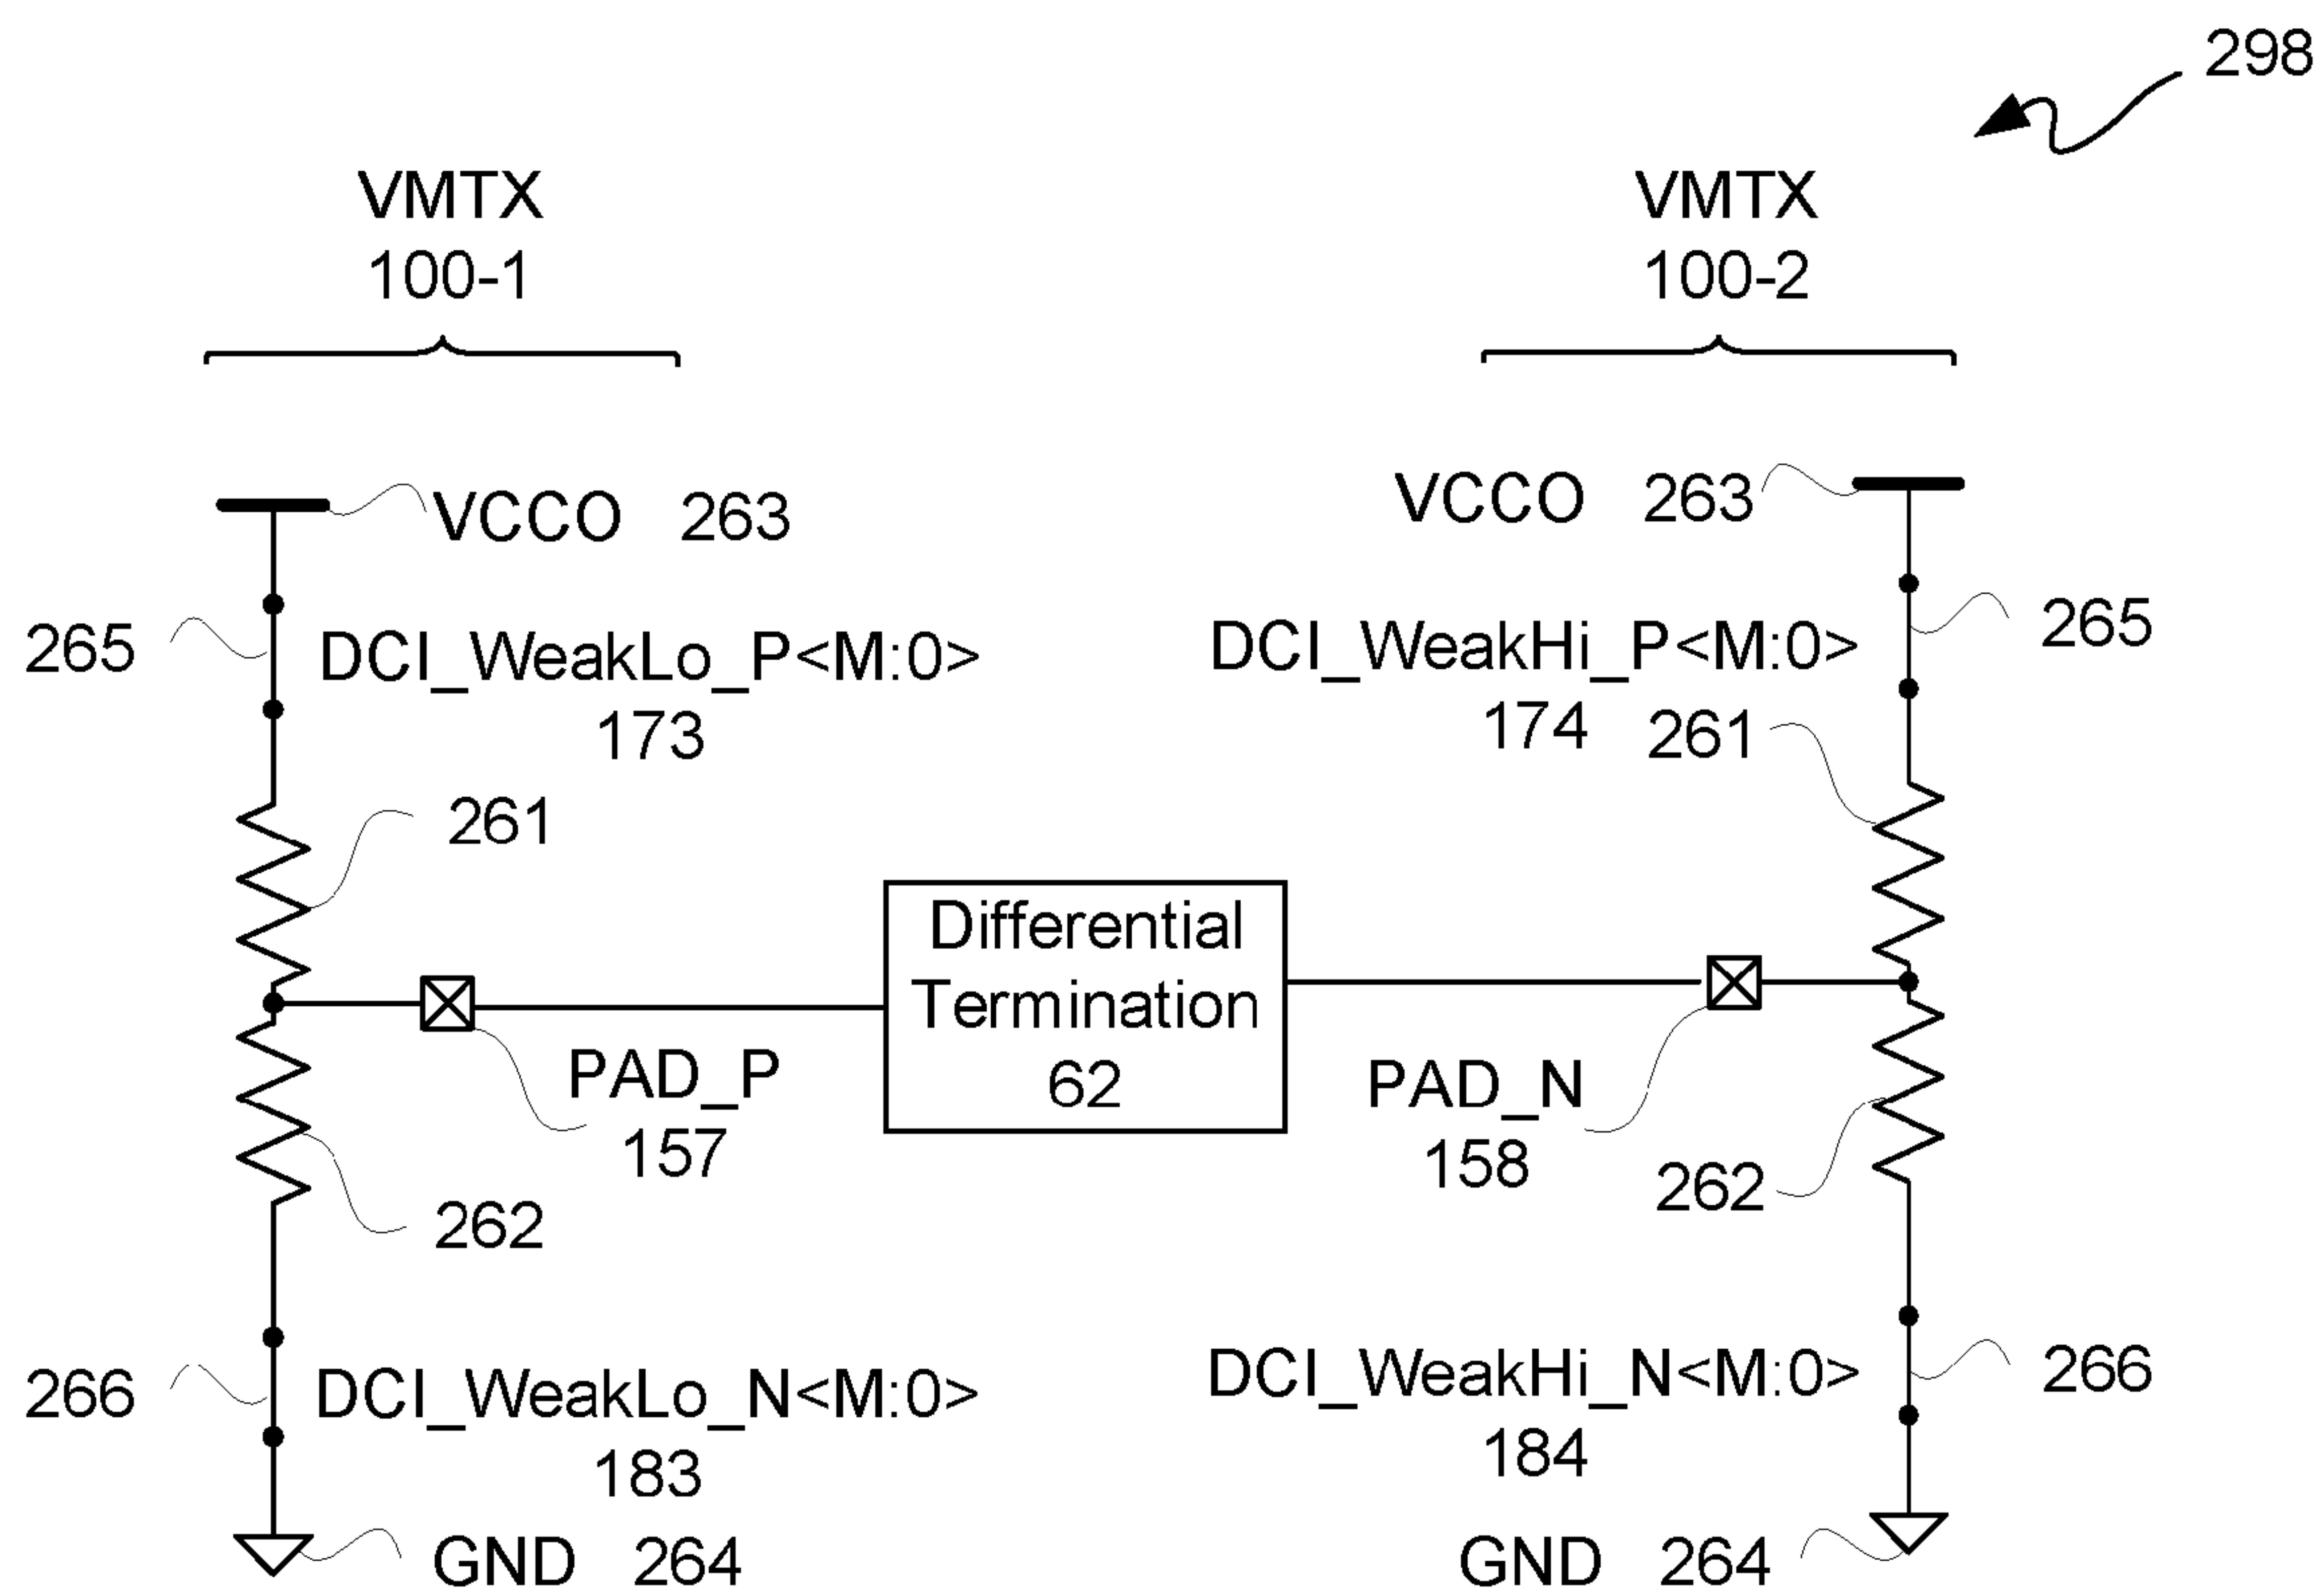 298
VMTX
100-1
VMTX
100-2
VCCO 263
VCCO 263
265
DCI_WeakLo_P<M:0>
173
DCI_WeakHi_P<M:0>
174
265
261
261
Differential
Termination
62
PAD_P
157
PAD_N
158
262
262
266
DCI_WeakLo_N<M:0>
183
DCI_WeakHi_N<M:0>
184
266
GND 264
GND 264